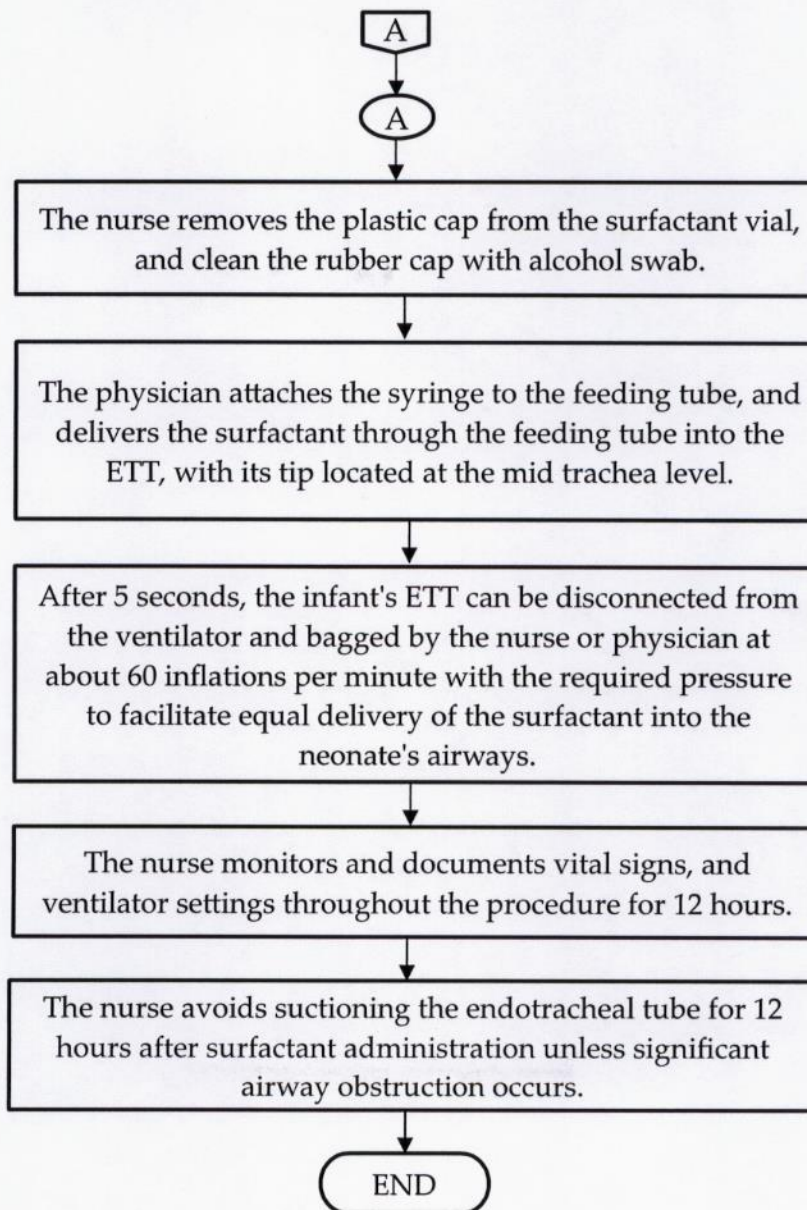 A
A
The nurse removes the plastic cap from the surfactant vial,
and clean the rubber cap with alcohol swab.
The physician attaches the syringe to the feeding tube, and
delivers the surfactant through the feeding tube into the
ETT, with its tip located at the mid trachea level.
After 5 seconds, the infant's ETT can be disconnected from
the ventilator and bagged by the nurse or physician at
about 60 inflations per minute with the required pressure
to facilitate equal delivery of the surfactant into the
neonate's airways.
The nurse monitors and documents vital signs, and
ventilator settings throughout the procedure for 12 hours.
The nurse avoids suctioning the endotracheal tube for 12
hours after surfactant administration unless significant
airway obstruction occurs.
END